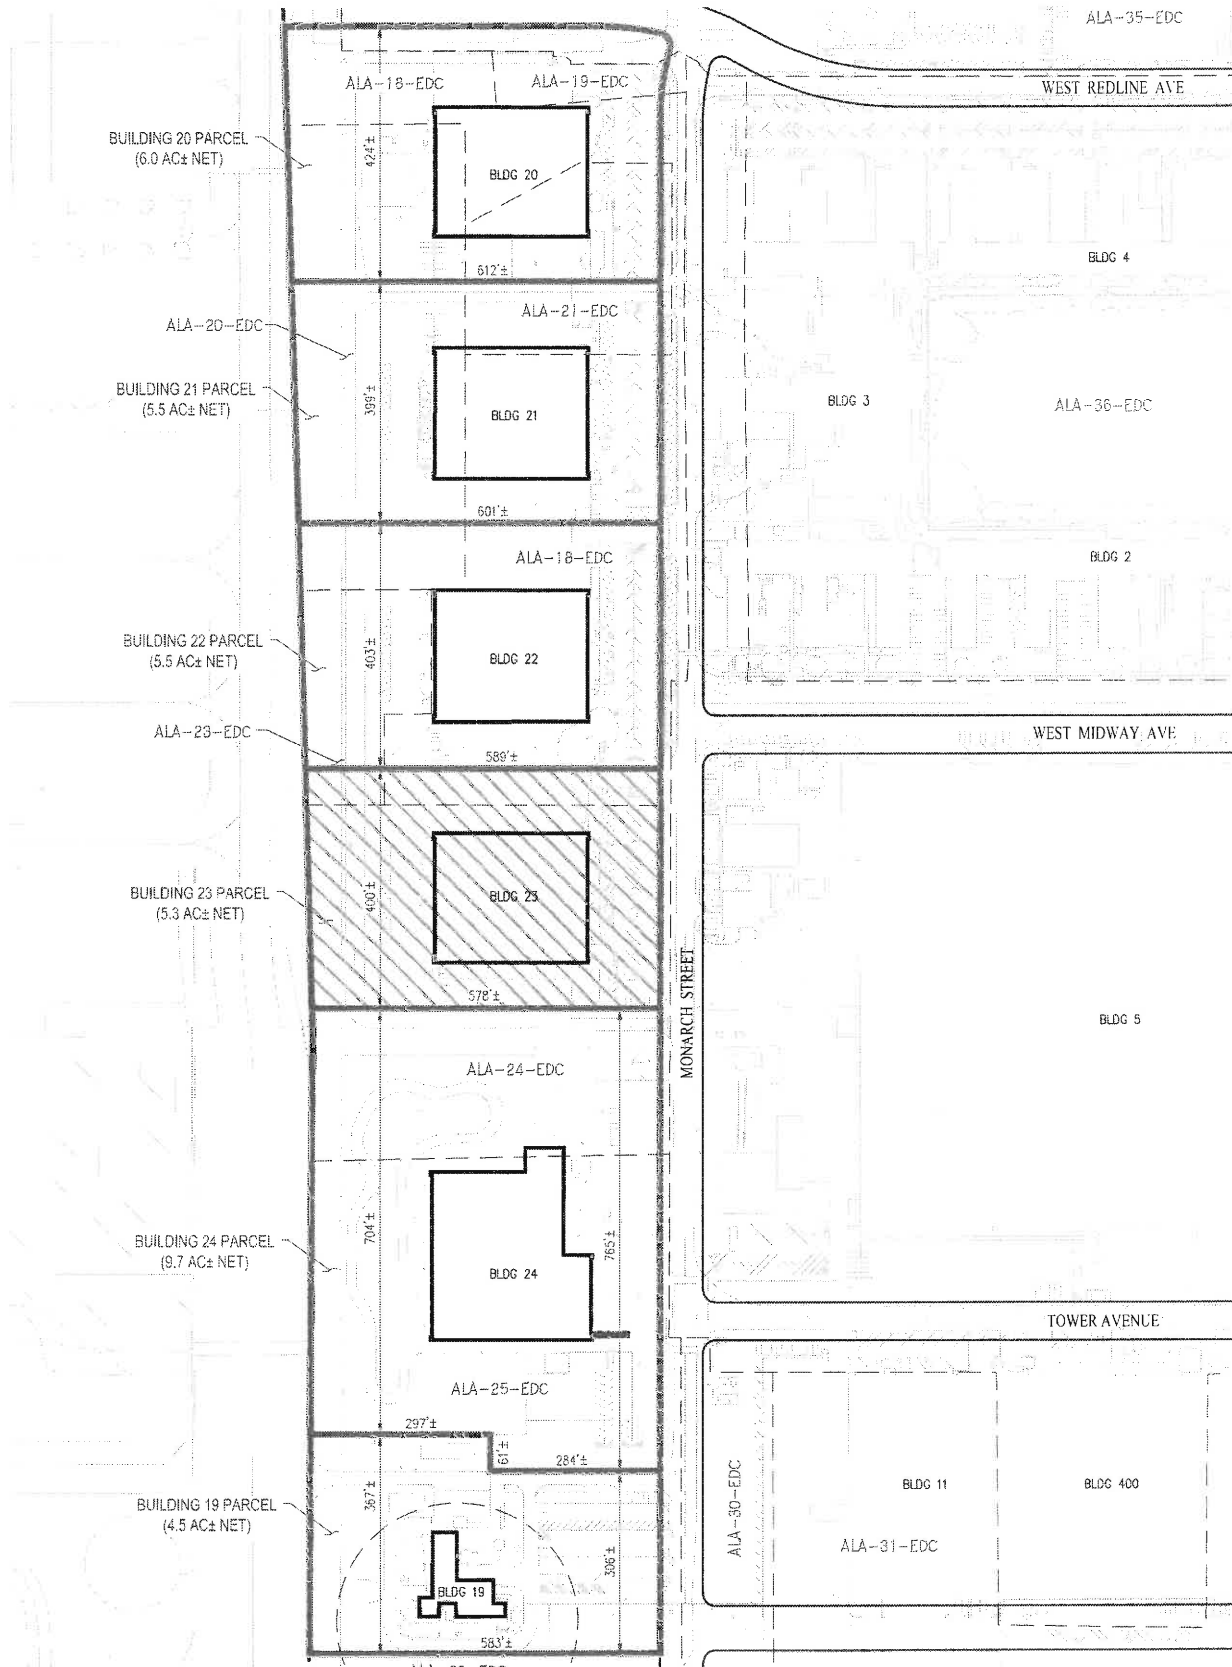 ALA-35-EDC
WEST REDLINE AVE
ALA-18-EDC
ALA-19-EDC
BUILDING 20 PARCEL
(6.0 AC± NET)
424'±
BLDG 20
612'±
BLDG 4
ALA-20-EDC
ALA-21-EDC
BUILDING 21 PARCEL
(5.5 AC± NET)
399'±
BLDG 21
601'±
BLDG 3
ALA-36-EDC
ALA-18-EDC
BLDG 2
BUILDING 22 PARCEL
(5.5 AC± NET)
403'±
BLDG 22
ALA-23-EDC
589'±
WEST MIDWAY AVE
BUILDING 23 PARCEL
(5.3 AC± NET)
400'±
BLDG 23
578'±
MONARCH STREET
BLDG 5
ALA-24-EDC
BUILDING 24 PARCEL
(9.7 AC± NET)
704'±
765'±
BLDG 24
TOWER AVENUE
ALA-25-EDC
297'±
61'±
284'±
BUILDING 19 PARCEL
(4.5 AC± NET)
367'±
306'±
BLDG 19
583'±
ALA-30-EDC
BLDG 11
BLDG 400
ALA-31-EDC